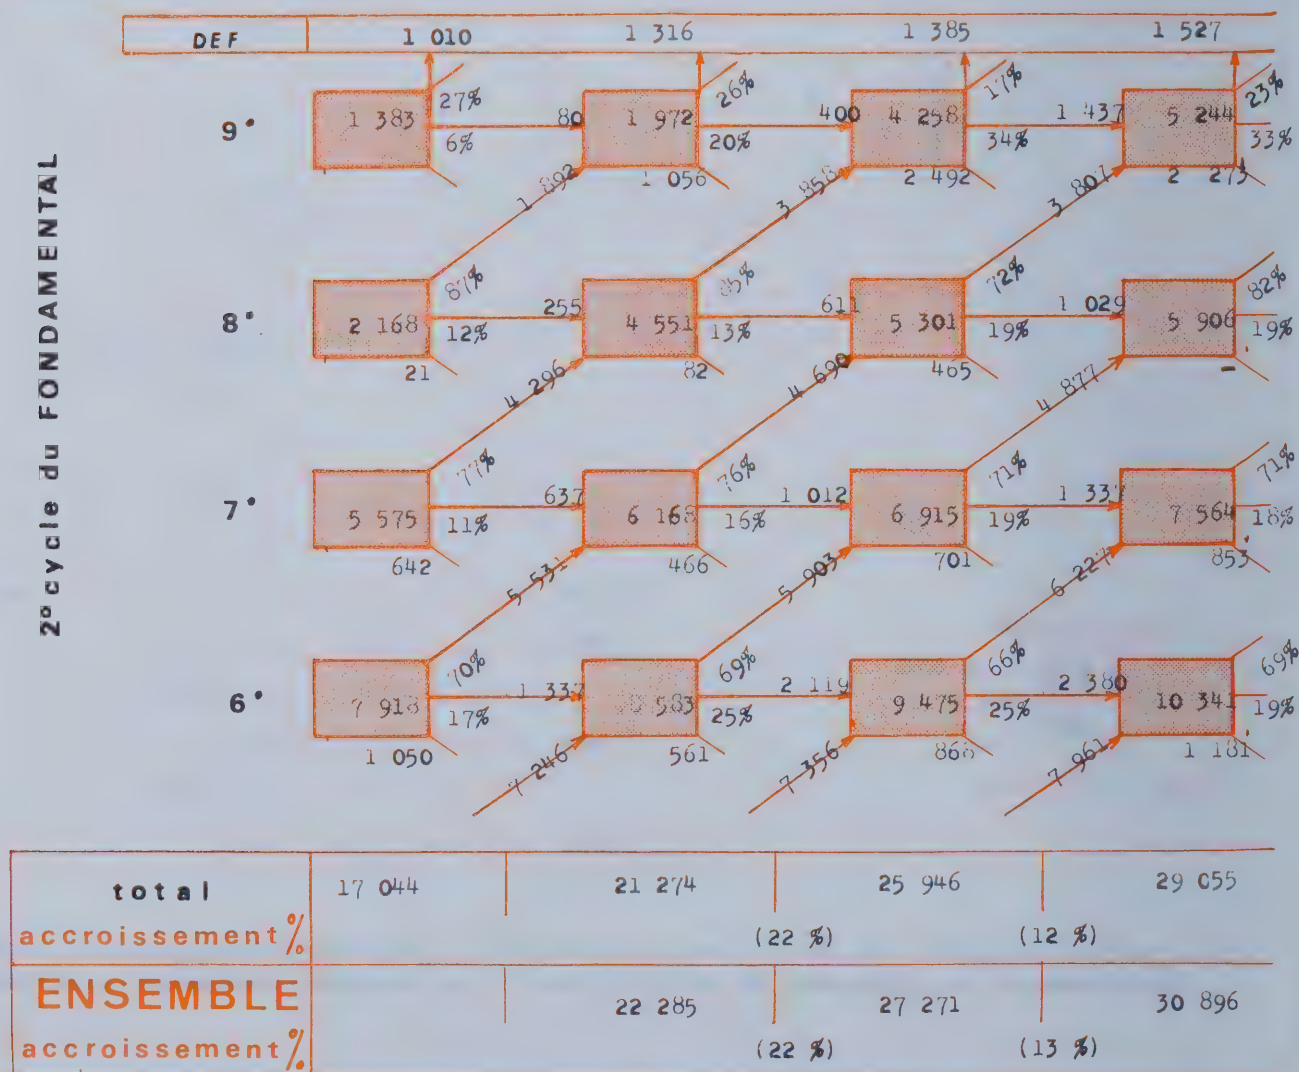 DEF 1 010 1 316 1 385 1 527
27% 26% 17% 23%
9° 1 383 80 1 972 400 4 258 1 437 5 244
6% 20% 34% 33%
1 892 1 056 3 858 2 492 3 807 2 273
87% 85% 72% 82%
8° 2 168 255 4 551 611 5 301 1 029 5 906
12% 13% 19% 19%
21 4 296 82 4 690 465 4 877 -
77% 76% 71% 71%
7° 5 575 637 6 168 1 012 6 915 1 337 7 564
11% 16% 19% 18%
642 5 531 466 5 903 701 6 227 853
70% 69% 66% 69%
6° 7 918 1 337 583 2 119 9 475 2 380 10 341
17% 25% 25% 19%
1 050 7 246 561 7 356 868 7 961 1 181
2° cycle du FONDAMENTAL
total 17 044 21 274 25 946 29 055
accroissement % (22 %) (12 %)
ENSEMBLE 22 285 27 271 30 896
accroissement % (22 %) (13 %)